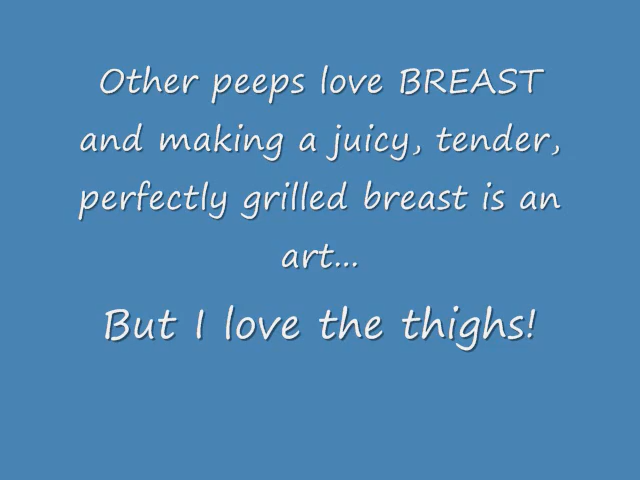 Other peeps love BREAST
and making a juicy, tender,
perfectly grilled breast is an
art...
But I love the thighs!